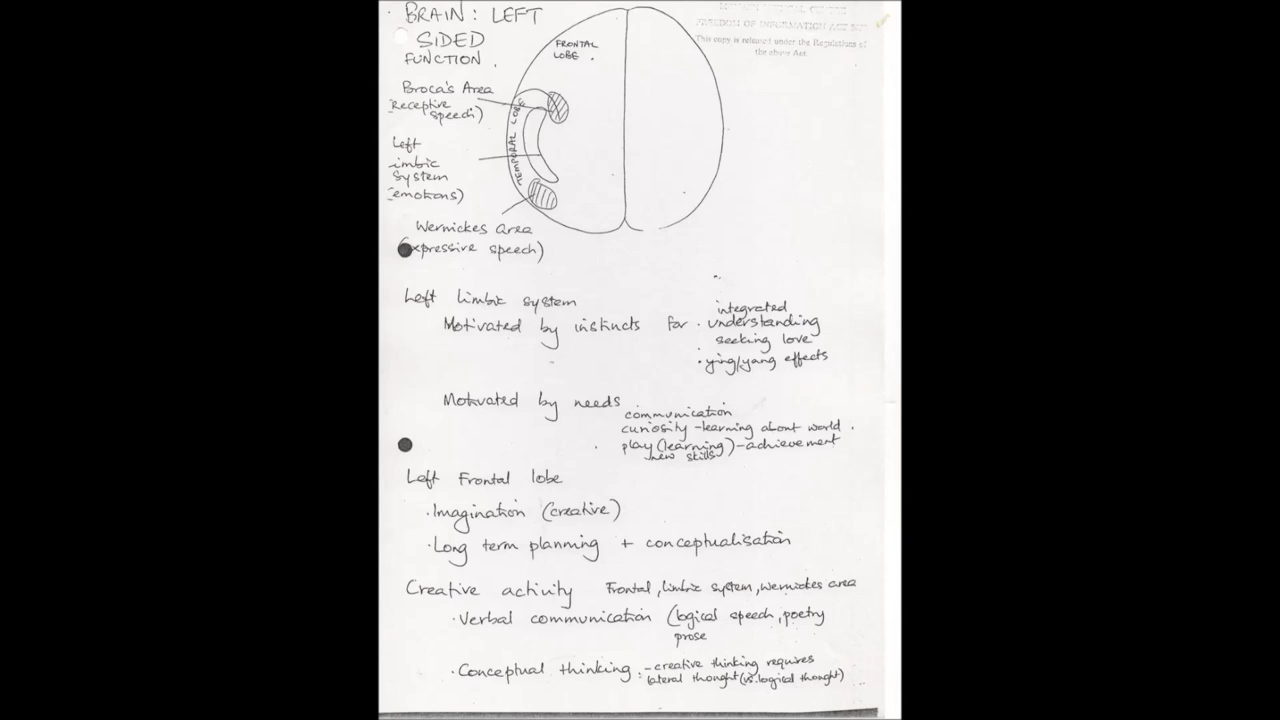 BRAIN: LEFT
SIDED
FUNCTION.
FRONTAL
LOBE.
FREEDOM OF INFORMATION ACT
This copy is released under the Regulations of
the above Act.
Broca's Area
(Receptive
speech)
TEMPORAL LOBE
Left
limbic
system
(emotions)
Wernickes area
(expressive speech)
Left limbic system
Motivated by instincts for · integrated
understanding
seeking love
· ying/yang effects
Motivated by needs
communication
curiosity - learning about world.
play (learning) - achievement
new skills
Left Frontal lobe
· Imagination (creative)
· Long term planning + conceptualisation
Creative activity Frontal, limbic system, wernickes area
· Verbal communication (logical speech, poetry
prose
· Conceptual thinking: - creative thinking requires
lateral thought (vs. logical thought)